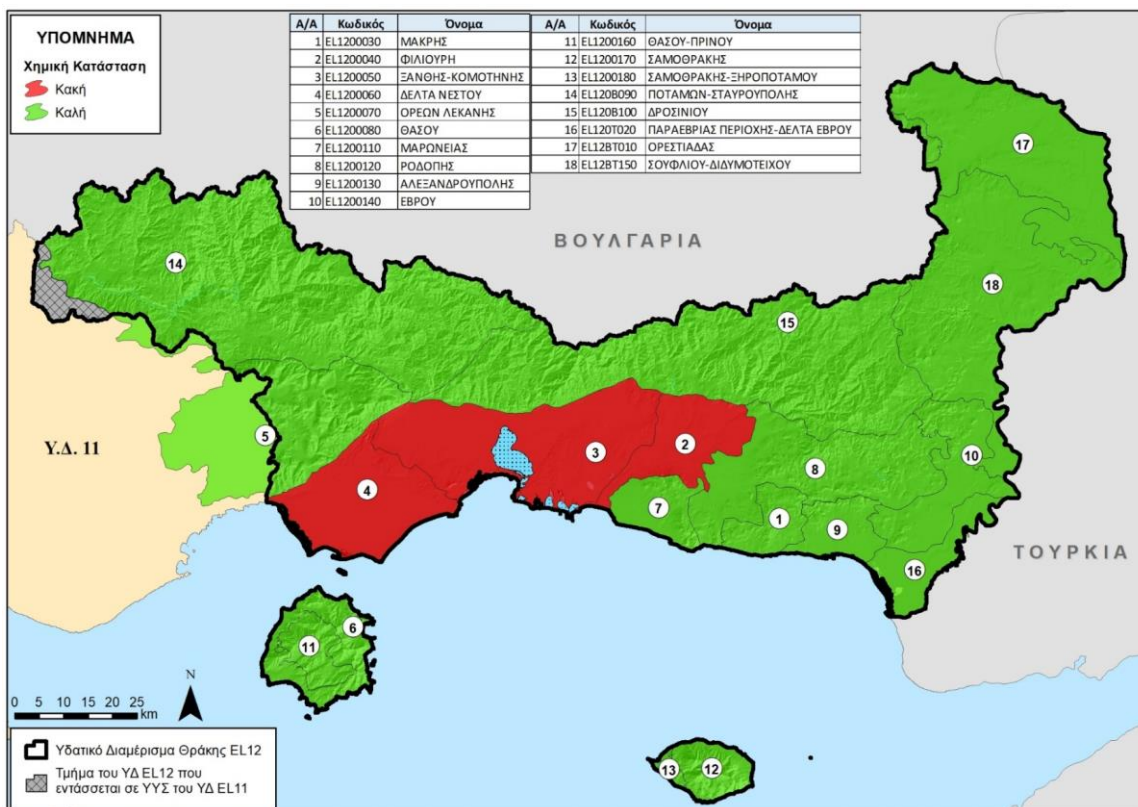 ΥΠΟΜΝΗΜΑ
Χημική Κατάσταση
Κακή
Καλή
Α/Α Κωδικός Όνομα
1 EL1200030 ΜΑΚΡΗΣ
2 EL1200040 ΦΙΛΙΟΥΡΗ
3 EL1200050 ΞΑΝΘΗΣ-ΚΟΜΟΤΗΝΗΣ
4 EL1200060 ΔΕΛΤΑ ΝΕΣΤΟΥ
5 EL1200070 ΟΡΕΩΝ ΛΕΚΑΝΗΣ
6 EL1200080 ΘΑΣΟΥ
7 EL1200110 ΜΑΡΩΝΕΙΑΣ
8 EL1200120 ΡΟΔΟΠΗΣ
9 EL1200130 ΑΛΕΞΑΝΔΡΟΥΠΟΛΗΣ
10 EL1200140 ΕΒΡΟΥ
Α/Α Κωδικός Όνομα
11 EL1200160 ΘΑΣΟΥ-ΠΡΙΝΟΥ
12 EL1200170 ΣΑΜΟΘΡΑΚΗΣ
13 EL1200180 ΣΑΜΟΘΡΑΚΗΣ-ΞΗΡΟΠΟΤΑΜΟΥ
14 EL120B090 ΠΟΤΑΜΩΝ-ΣΤΑΥΡΟΥΠΟΛΗΣ
15 EL120B100 ΔΡΟΣΙΝΙΟΥ
16 EL120T020 ΠΑΡΑΕΒΡΙΑΣ ΠΕΡΙΟΧΗΣ-ΔΕΛΤΑ ΕΒΡΟΥ
17 EL12BT010 ΟΡΕΣΤΙΑΔΑΣ
18 EL12BT150 ΣΟΥΦΛΙΟΥ-ΔΙΔΥΜΟΤΕΙΧΟΥ
17
ΒΟΥΛΓΑΡΙΑ
14
18
15
Υ.Δ. 11
5
4
3
2
8
10
7
1
9
16
ΤΟΥΡΚΙΑ
11
6
13
12
N
0 5 10 15 20 25
km
Υδατικό Διαμέρισμα Θράκης EL12
Τμήμα του ΥΔ EL12 που
εντάσσεται σε ΥΥΣ του ΥΔ EL11